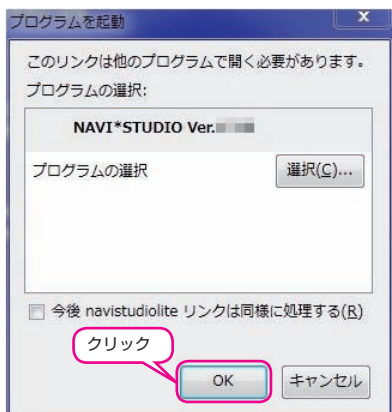 プログラムを起動
X
このリンクは他のプログラムで開く必要があります。
プログラムの選択:
NAVI*STUDIO Ver.
プログラムの選択
選択(C)...
今後 navistudiolite リンクは同様に処理する(R)
クリック
OK
キャンセル